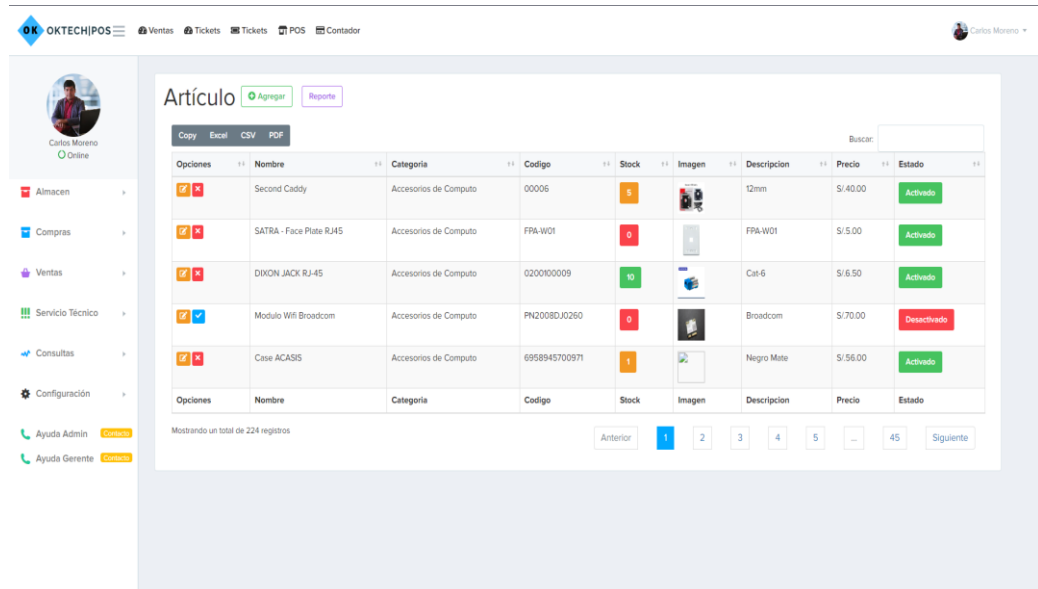 OK OKTECH|POS Ventas Tickets Tickets POS Contador Carlos Moreno
Carlos Moreno
Online
Almacen
Compras
Ventas
Servicio Técnico
Consultas
Configuración
Ayuda Admin Contacto
Ayuda Gerente Contacto
Artículo Agregar Reporte
Copy Excel CSV PDF Buscar:
Opciones Nombre Categoria Codigo Stock Imagen Descripcion Precio Estado
Second Caddy Accesorios de Computo 00006 5 12mm S/.40.00 Activado
SATRA - Face Plate RJ45 Accesorios de Computo FPA-W01 0 FPA-W01 S/.5.00 Activado
DIXON JACK RJ-45 Accesorios de Computo 0200100009 10 Cat-6 S/.6.50 Activado
Modulo Wifi Broadcom Accesorios de Computo PN2008DJ0260 0 Broadcom S/.70.00 Desactivado
Case ACASIS Accesorios de Computo 6958945700971 1 Negro Mate S/.56.00 Activado
Opciones Nombre Categoria Codigo Stock Imagen Descripcion Precio Estado
Mostrando un total de 224 registros Anterior 1 2 3 4 5 ... 45 Siguiente